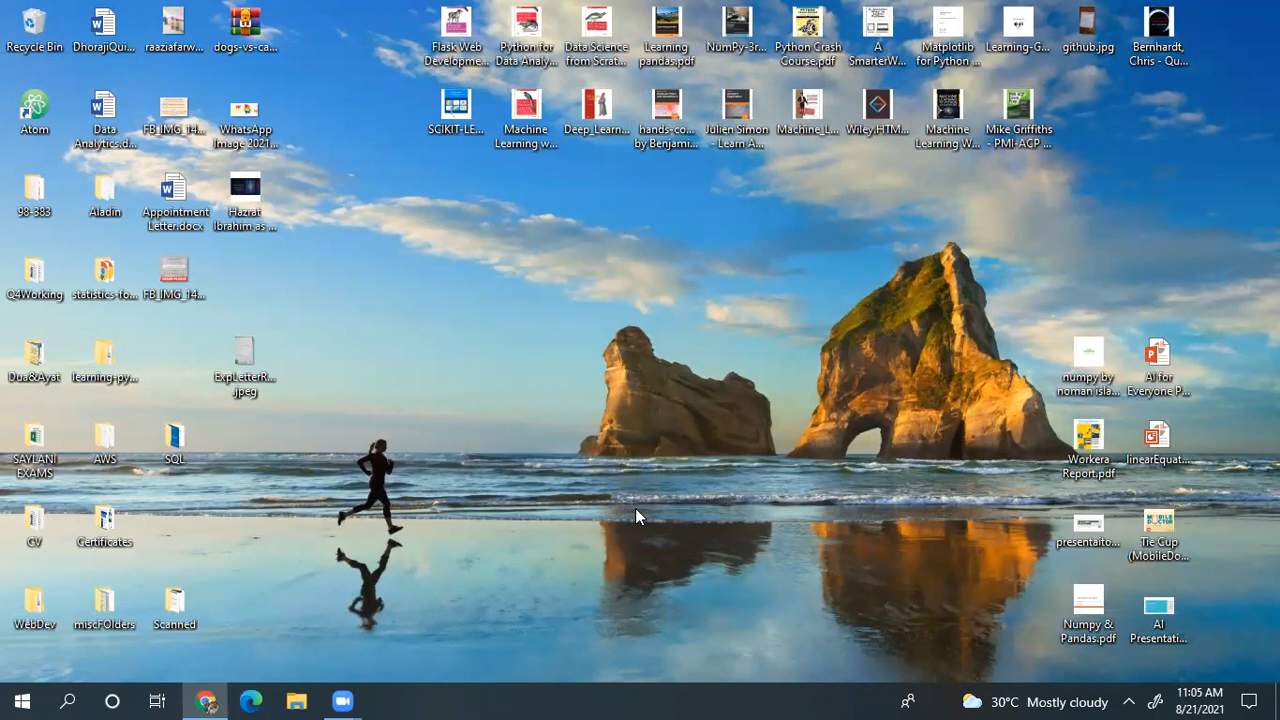 Recycle Bin
DhorajiQui...
raaziafarw...
dogs-vs-ca...
Flask Web
Developme...
Python for
Data Analy...
Data Science
from Scrat...
Learning
pandas.pdf
NumPy-3r...
Python Crash
Course.pdf
A
SmarterW...
Matplotlib
for Python ...
Learning-G...
github.jpg
Bernhardt,
Chris - Qu...
Atom
Data
Analytics.d...
FB_IMG_14...
WhatsApp
Image 2021...
SCIKIT-LE...
Machine
Learning w...
Deep_Learn...
hands-co...
by Benjami...
Julien Simon
- Learn A...
Machine_L...
Wiley.HTM...
Machine
Learning W...
Mike Griffiths
- PMI-ACP ...
98-383
Aladin
Appointment
Letter.docx
Hazrat
Ibrahim as ...
Q4Working
statistics-fo...
FB_IMG_14...
Dua&Ayat
learning-py...
ExpLetterR...
.jpeg
numpy by
noman isla...
AI for
Everyone P...
SAYLANI
EXAMS
AWS
SQL
Workera
Report.pdf
linearEquat...
CV
Certificates
presentaito...
Tie Cup
(MobileDo...
WebDev
miscFOlders
Scanned
Numpy &
Pandas.pdf
AI
Presentati...
30°C Mostly cloudy
11:05 AM
8/21/2021